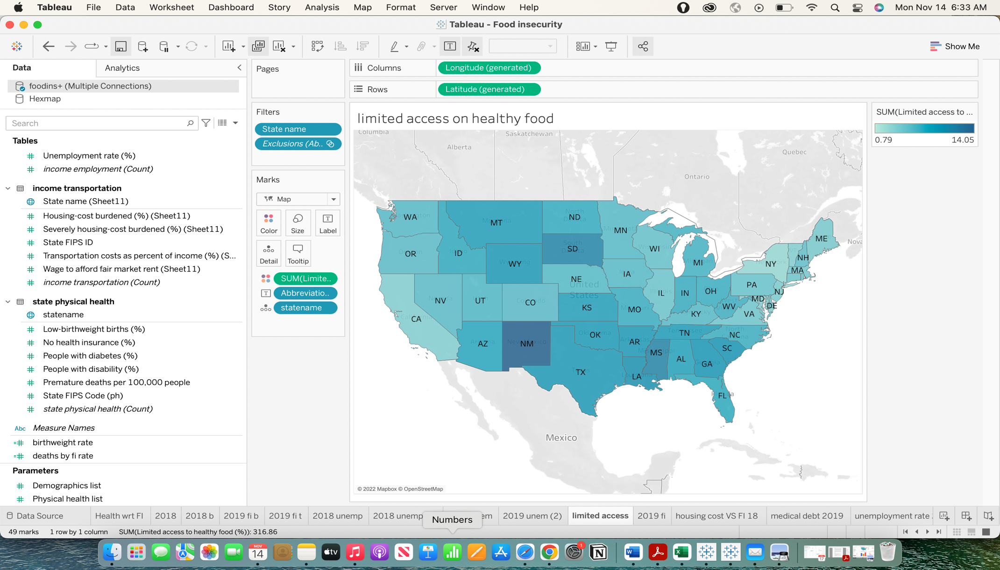 Tableau File Data Worksheet Dashboard Story Analysis Map Format Server Window Help Mon Nov 14 6:33 AM
Tableau - Food insecurity
Show Me
Data Analytics
foodins+ (Multiple Connections)
Hexmap
Search
Tables
Unemployment rate (%)
income employment (Count)
income transportation
State name (Sheet11)
Housing-cost burdened (%) (Sheet11)
Severely housing-cost burdened (%) (Sheet11)
State FIPS ID
Transportation costs as percent of income (%) (S...
Wage to afford fair market rent (Sheet11)
income transportation (Count)
state physical health
statename
Low-birthweight births (%)
No health insurance (%)
People with diabetes (%)
People with disability (%)
Premature deaths per 100,000 people
State FIPS Code (ph)
state physical health (Count)
Abc Measure Names
birthweight rate
deaths by fi rate
Parameters
Demographics list
Physical health list
Pages
Filters
State name
Exclusions (Ab..
Marks
Map
Color Size Label
Detail Tooltip
SUM(Limite..
Abbreviatio..
statename
Columns Longitude (generated)
Rows Latitude (generated)
limited access on healthy food
Columbia
Saskatchewan
Alberta
Quebec
Ontario
Nova
WA
MT
ND
MN
OR
ID
SD
WI
ME
WY
MI
NY
NH
MA
IA
NE
United
States
PA
NJ
NV
UT
CO
KS
MO
IL
IN
OH
MD
DE
WV
KY
VA
CA
AZ
NM
OK
AR
TN
NC
SC
MS
AL
GA
TX
LA
FL
Mexico
© 2022 Mapbox © OpenStreetMap
SUM(Limited access to ...
0.79 14.05
Data Source Health wrt FI 2018 2018 b 2019 fi b 2019 fi t 2018 unemp 2018 unemp em 2019 unem (2) limited access 2019 fi housing cost VS FI 18 medical debt 2019 unemployment rate
Numbers
49 marks 1 row by 1 column SUM(Limited access to healthy food (%)): 316.86
NOV
14
tv
1
17